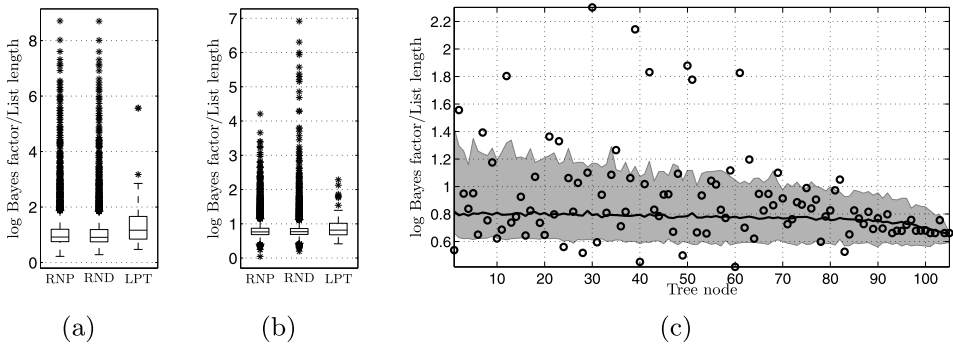 log Bayes factor/List length
8
6
4
2
0
RNP RND LPT
(a)
log Bayes factor/List length
7
6
5
4
3
2
1
0
RNP RND LPT
(b)
log Bayes factor/List length
2.2
2
1.8
1.6
1.4
1.2
1
0.8
0.6
10 20 30 40 50 60 70 80 90 100
Tree node
(c)